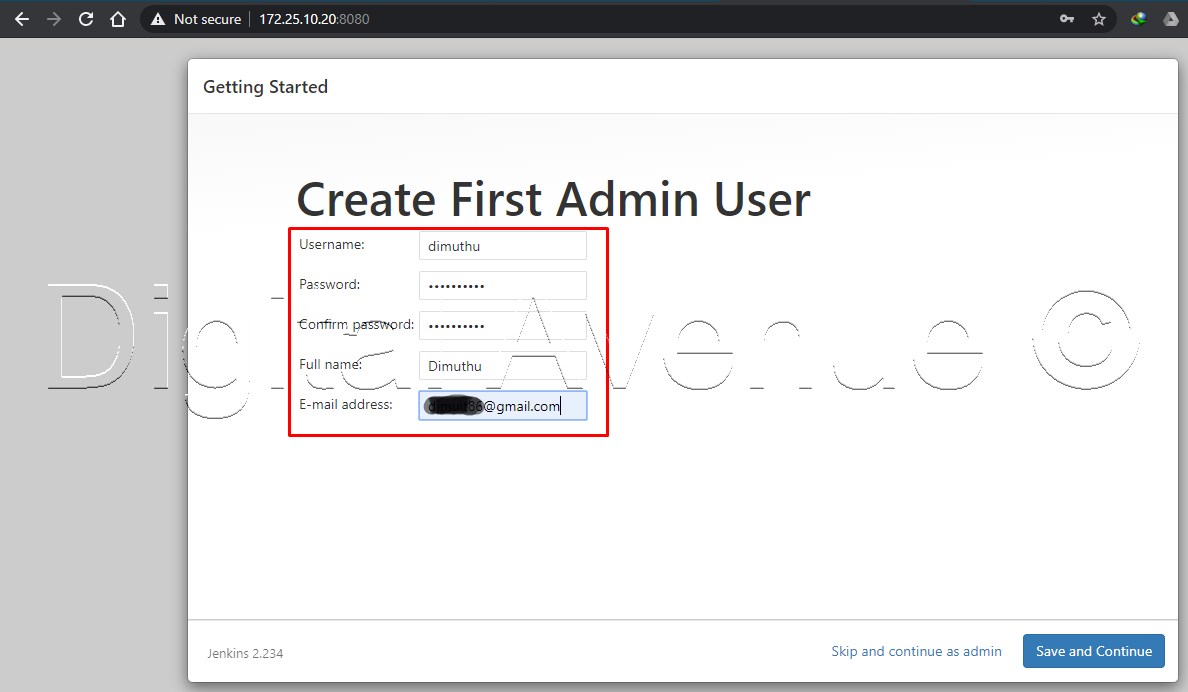 Not secure 172.25.10.20:8080
Getting Started
Create First Admin User
Username: dimuthu
Password: ••••••••••
Confirm password: ••••••••••
Full name: Dimuthu
E-mail address: 86@gmail.com
Digital Avenue ©
Jenkins 2.234
Skip and continue as admin
Save and Continue